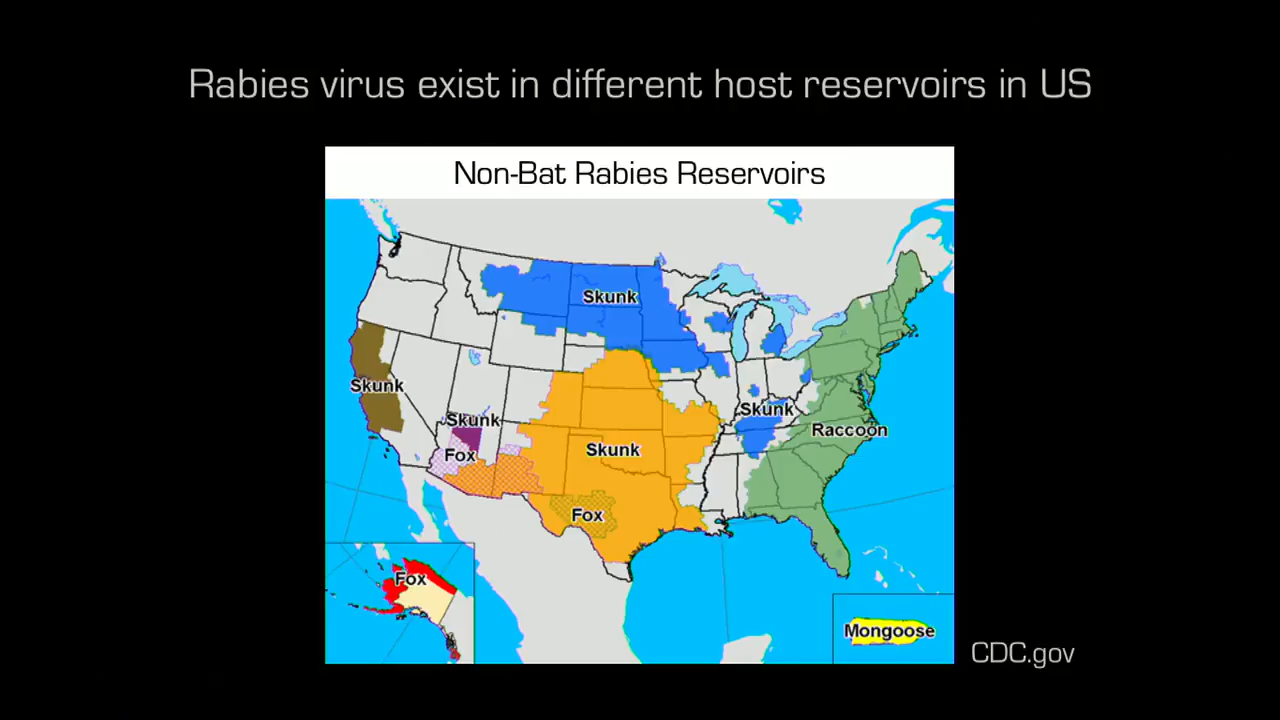 Rabies virus exist in different host reservoirs in US
Non-Bat Rabies Reservoirs
Skunk
Skunk
Skunk
Skunk
Raccoon
Fox
Skunk
Fox
Fox
Mongoose
CDC.gov